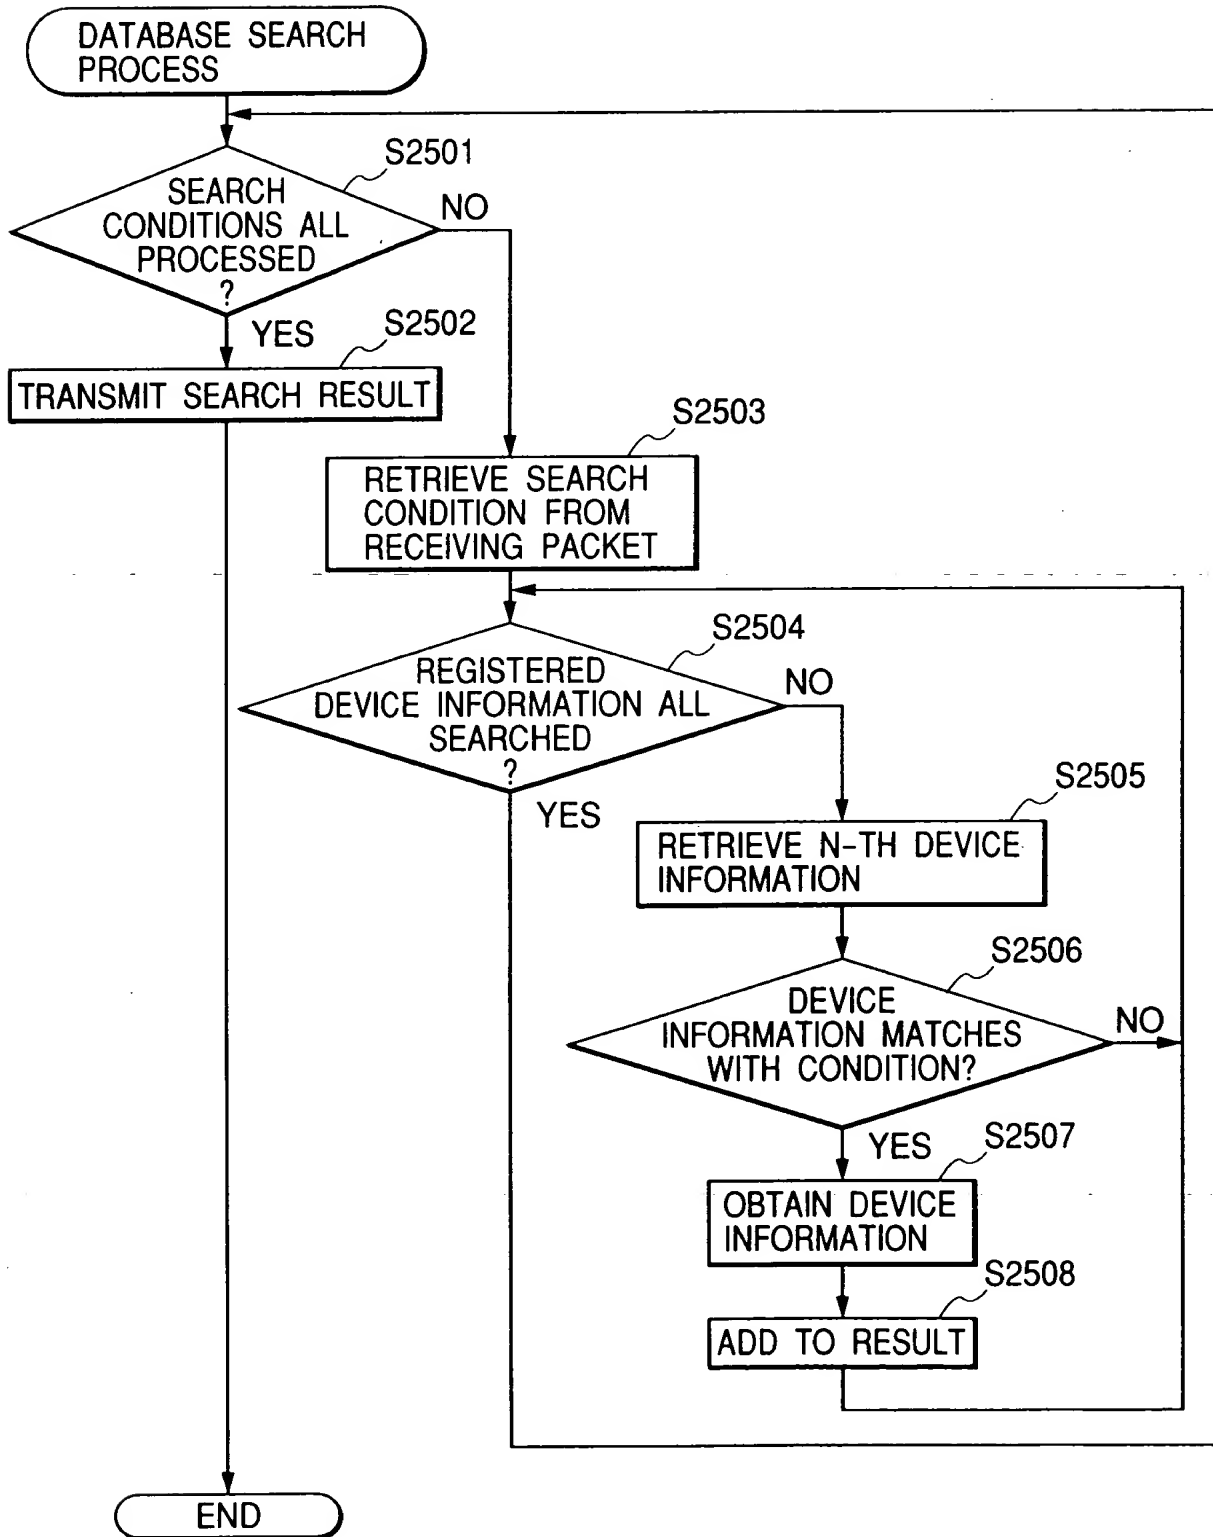 DATABASE SEARCH
PROCESS
S2501
SEARCH
CONDITIONS ALL
PROCESSED
?
NO
YES
S2502
TRANSMIT SEARCH RESULT
S2503
RETRIEVE SEARCH
CONDITION FROM
RECEIVING PACKET
S2504
REGISTERED
DEVICE INFORMATION ALL
SEARCHED
?
NO
YES
S2505
RETRIEVE N-TH DEVICE
INFORMATION
S2506
DEVICE
INFORMATION MATCHES
WITH CONDITION?
NO
YES
S2507
OBTAIN DEVICE
INFORMATION
S2508
ADD TO RESULT
END